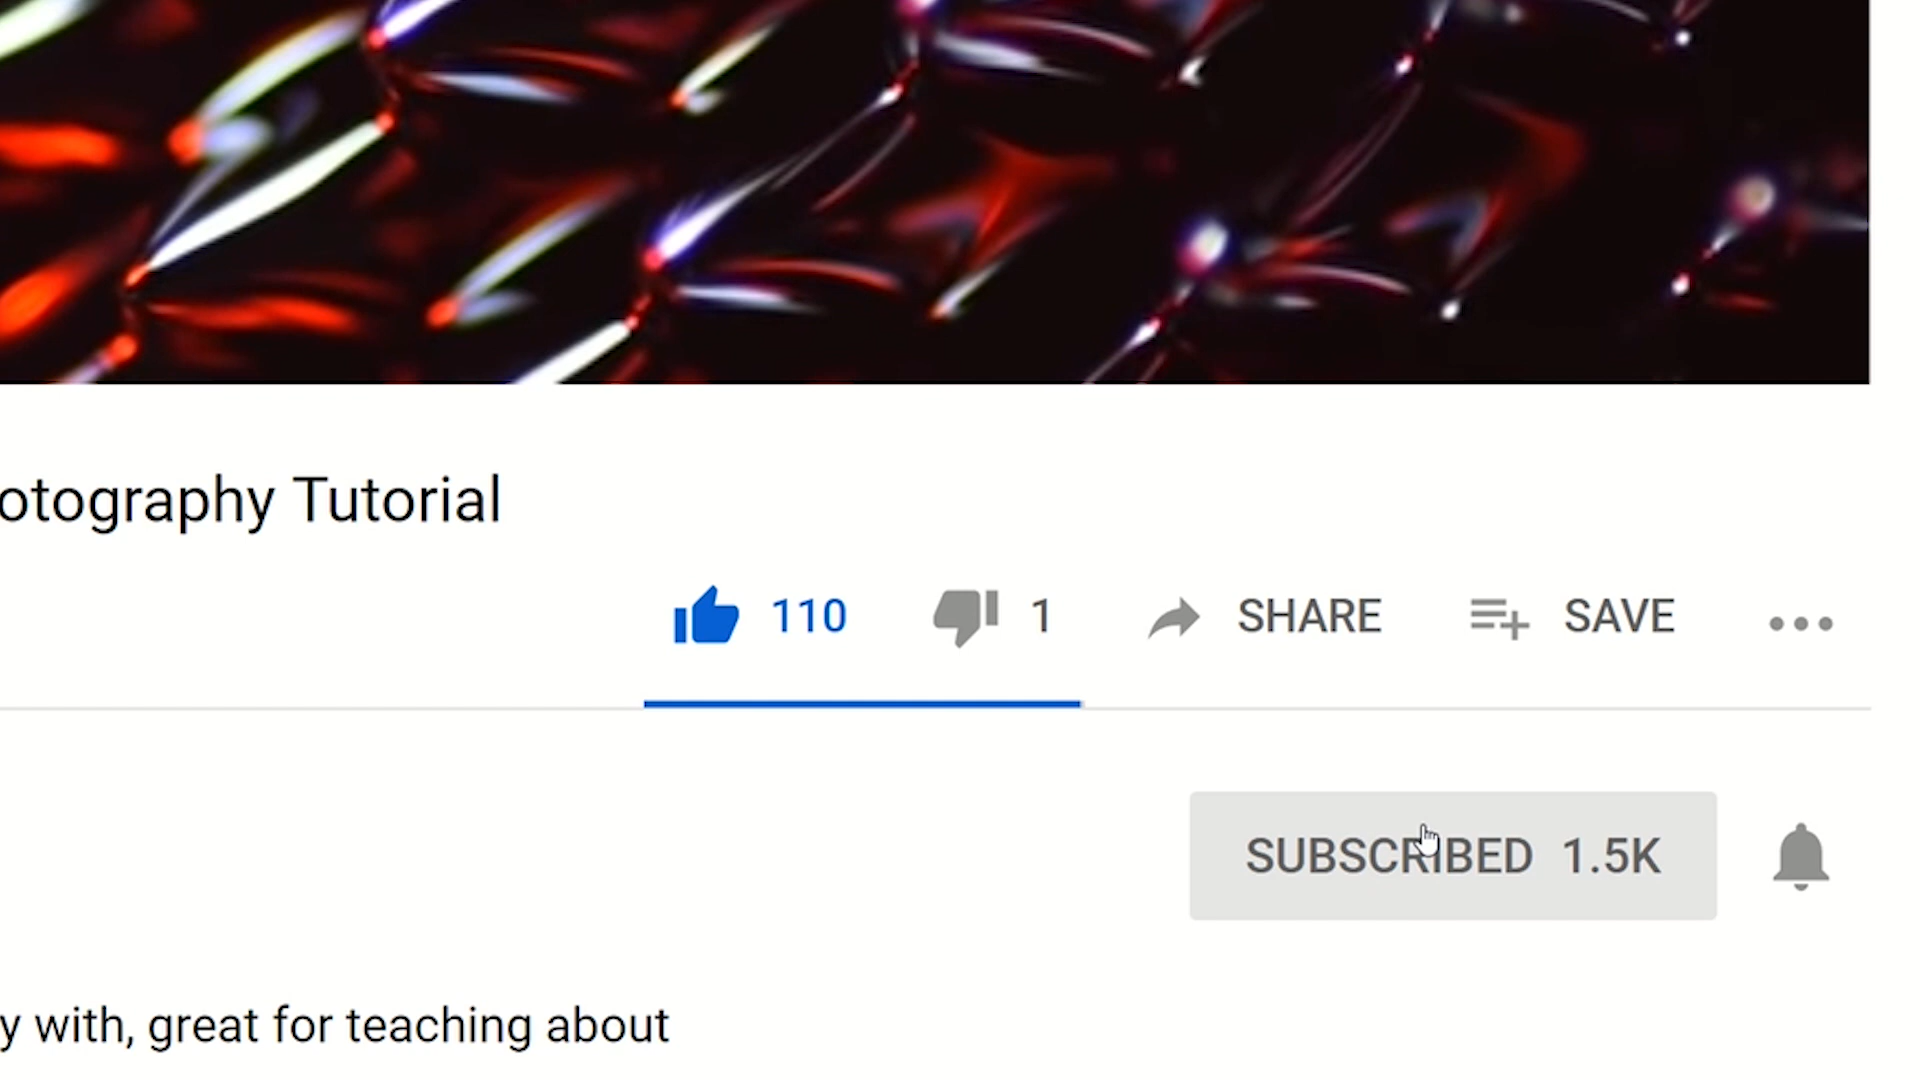 otography Tutorial
110 1 SHARE SAVE
SUBSCRIBED 1.5K
y with, great for teaching about